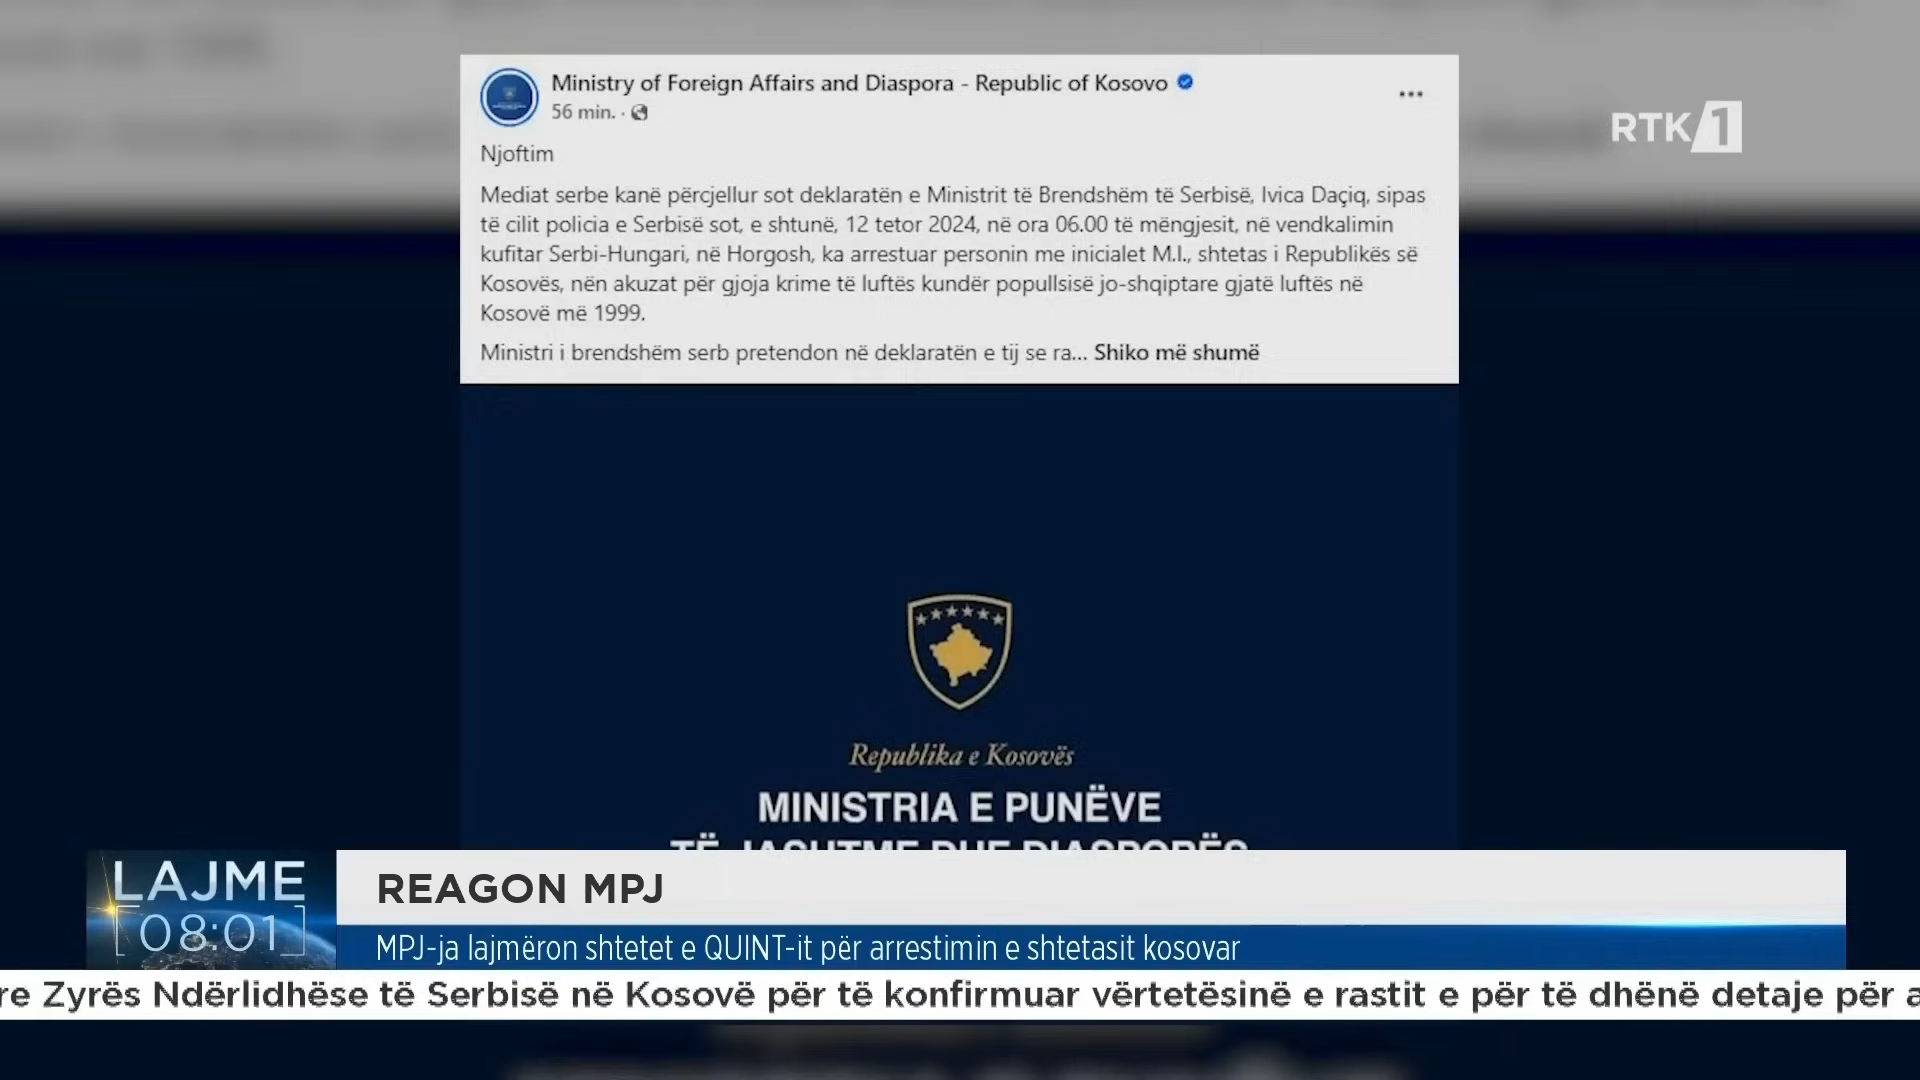 Ministry of Foreign Affairs and Diaspora - Republic of Kosovo
56 min. ·
RTK 1
Njoftim
Mediat serbe kanë përcjellur sot deklaratën e Ministrit të Brendshëm të Serbisë, Ivica Daçiq, sipas
të cilit policia e Serbisë sot, e shtunë, 12 tetor 2024, në ora 06.00 të mëngjesit, në vendkalimin
kufitar Serbi-Hungari, në Horgosh, ka arrestuar personin me inicialet M.I., shtetas i Republikës së
Kosovës, nën akuzat për gjoja krime të luftës kundër popullsisë jo-shqiptare gjatë luftës në
Kosovë më 1999.
Ministri i brendshëm serb pretendon në deklaratën e tij se ra... Shiko më shumë
Republika e Kosovës
MINISTRIA E PUNËVE
TË JASHTME DHE DIASPORËS
LAJME
08:01
REAGON MPJ
MPJ-ja lajmëron shtetet e QUINT-it për arrestimin e shtetasit kosovar
re Zyrës Ndërlidhëse të Serbisë në Kosovë për të konfirmuar vërtetësinë e rastit e për të dhënë detaje për a